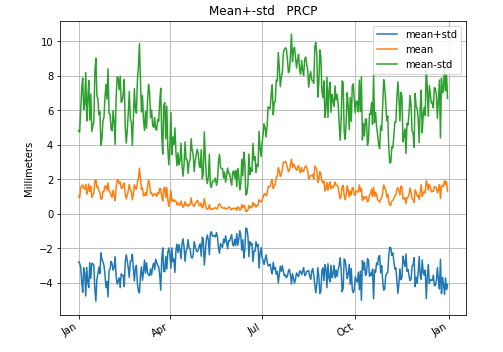 Mean+-std PRCP
mean+std
mean
mean-std
Millimeters
10
8
6
4
2
0
−2
−4
Jan
Apr
Jul
Oct
Jan